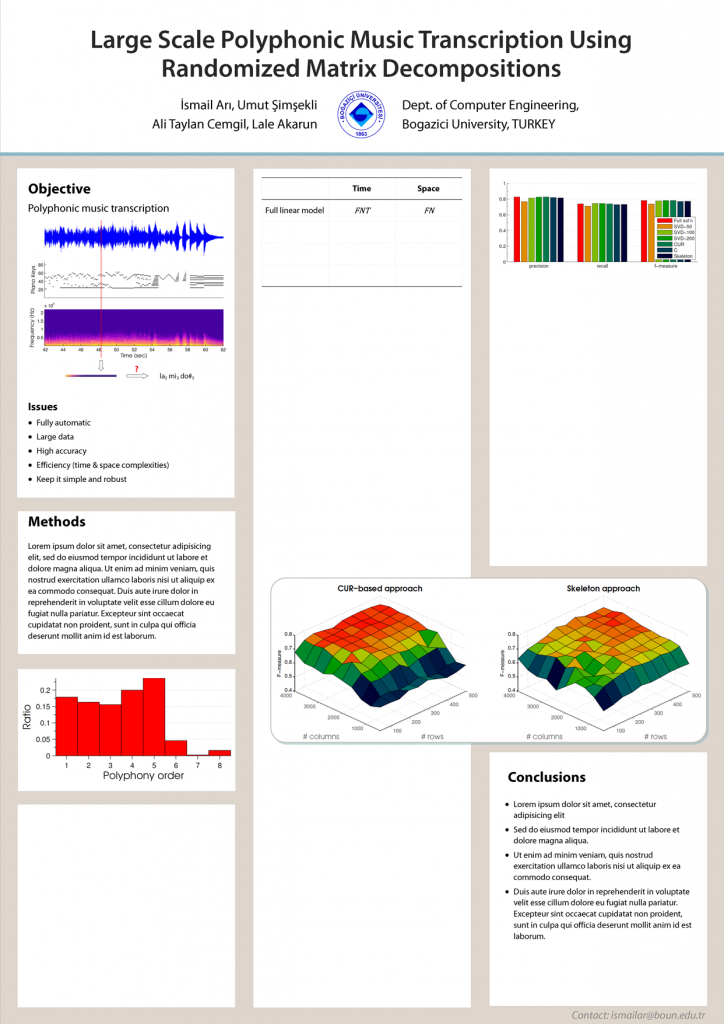 Large Scale Polyphonic Music Transcription Using
Randomized Matrix Decompositions
İsmail Arı, Umut Şimşekli
Ali Taylan Cemgil, Lale Akarun
BOĞAZİÇİ ÜNİVERSİTESİ
1863
Dept. of Computer Engineering,
Bogazici University, TURKEY
Objective
Polyphonic music transcription
Piano Keys
80
60
40
20
x 10⁴
Frequency (Hz)
2
1.5
1
0.5
42 44 46 48 50 52 54 56 58 60 62
Time (sec)
?
la₂ mi₃ do#₅
Issues
• Fully automatic
• Large data
• High accuracy
• Efficiency (time & space complexities)
• Keep it simple and robust
Methods
Lorem ipsum dolor sit amet, consectetur adipisicing
elit, sed do eiusmod tempor incididunt ut labore et
dolore magna aliqua. Ut enim ad minim veniam, quis
nostrud exercitation ullamco laboris nisi ut aliquip ex
ea commodo consequat. Duis aute irure dolor in
reprehenderit in voluptate velit esse cillum dolore eu
fugiat nulla pariatur. Excepteur sint occaecat
cupidatat non proident, sunt in culpa qui officia
deserunt mollit anim id est laborum.
Ratio
0.2
0.15
0.1
0.05
0
1 2 3 4 5 6 7 8
Polyphony order
Time Space
Full linear model FNT FN
1
0.8
0.6
0.4
0.2
0
precision recall f-measure
Full sol'n
SVD-50
SVD-100
SVD-200
CUR
C
Skeleton
CUR-based approach
F-measure
0.8
0.7
0.6
0.5
0.4
4000
3000
2000
1000
# columns
100
200
300
400
500
# rows
Skeleton approach
F-measure
0.8
0.7
0.6
0.5
0.4
4000
3000
2000
1000
# columns
100
200
300
400
500
# rows
Conclusions
• Lorem ipsum dolor sit amet, consectetur
adipisicing elit
• Sed do eiusmod tempor incididunt ut labore et
dolore magna aliqua.
• Ut enim ad minim veniam, quis nostrud
exercitation ullamco laboris nisi ut aliquip ex ea
commodo consequat.
• Duis aute irure dolor in reprehenderit in voluptate
velit esse cillum dolore eu fugiat nulla pariatur.
Excepteur sint occaecat cupidatat non proident,
sunt in culpa qui officia deserunt mollit anim id est
laborum.
Contact: ismailar@boun.edu.tr